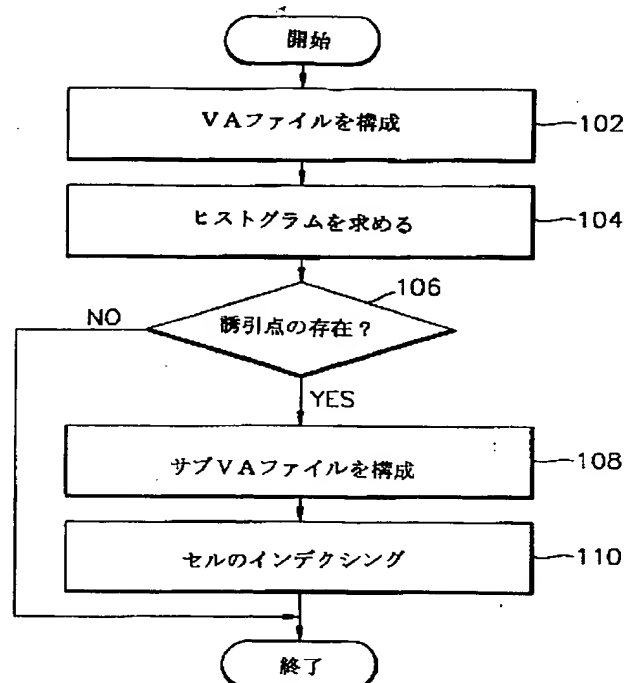 開始
VAファイルを構成
102
ヒストグラムを求める
104
106
誘引点の存在？
NO
YES
サブVAファイルを構成
108
セルのインデクシング
110
終了